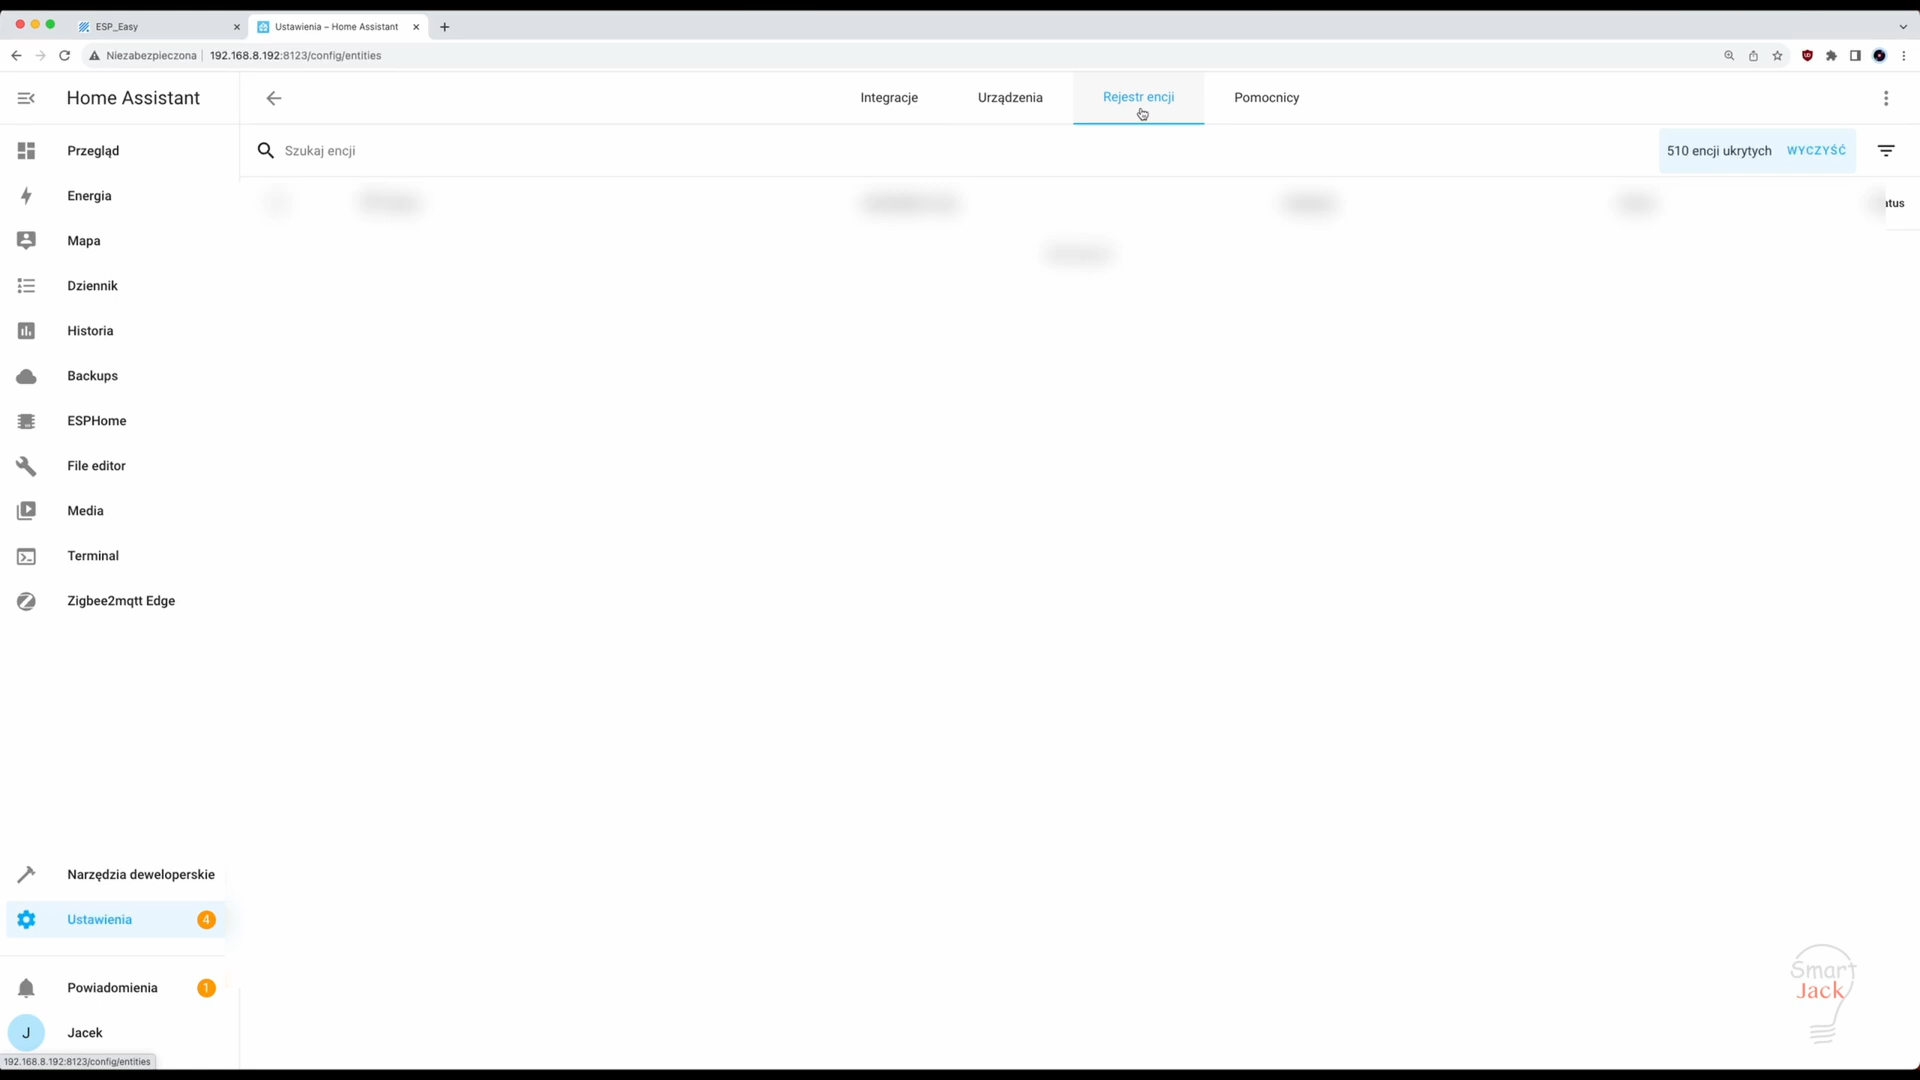 ESP_Easy
Ustawienia – Home Assistant
Niezabezpieczona
192.168.8.192:8123/config/entities
Home Assistant
Integracje
Urządzenia
Rejestr encji
Pomocnicy
Przegląd
Szukaj encji
510 encji ukrytych
WYCZYŚĆ
Energia
Mapa
Dziennik
Historia
Backups
ESPHome
File editor
Media
Terminal
Zigbee2mqtt Edge
Narzędzia deweloperskie
Ustawienia
4
Powiadomienia
1
J
Jacek
192.168.8.192:8123/config/entities
Smart
Jack